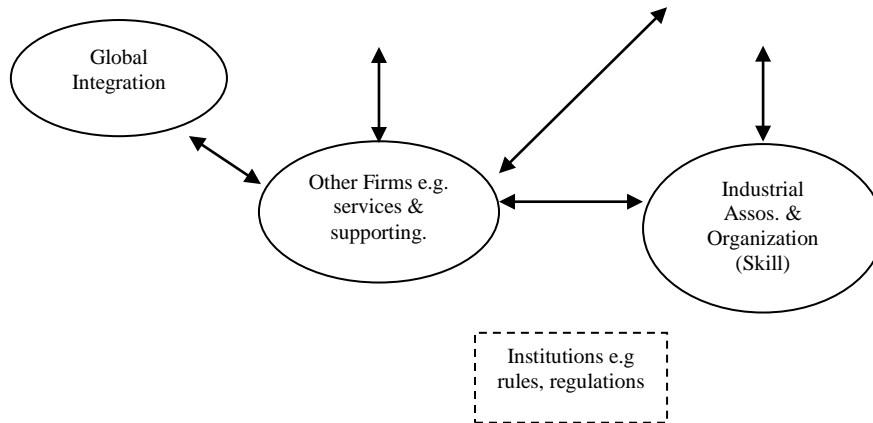 Global
Integration
Other Firms e.g.
services &
supporting.
Industrial
Assos. &
Organization
(Skill)
Institutions e.g
rules, regulations